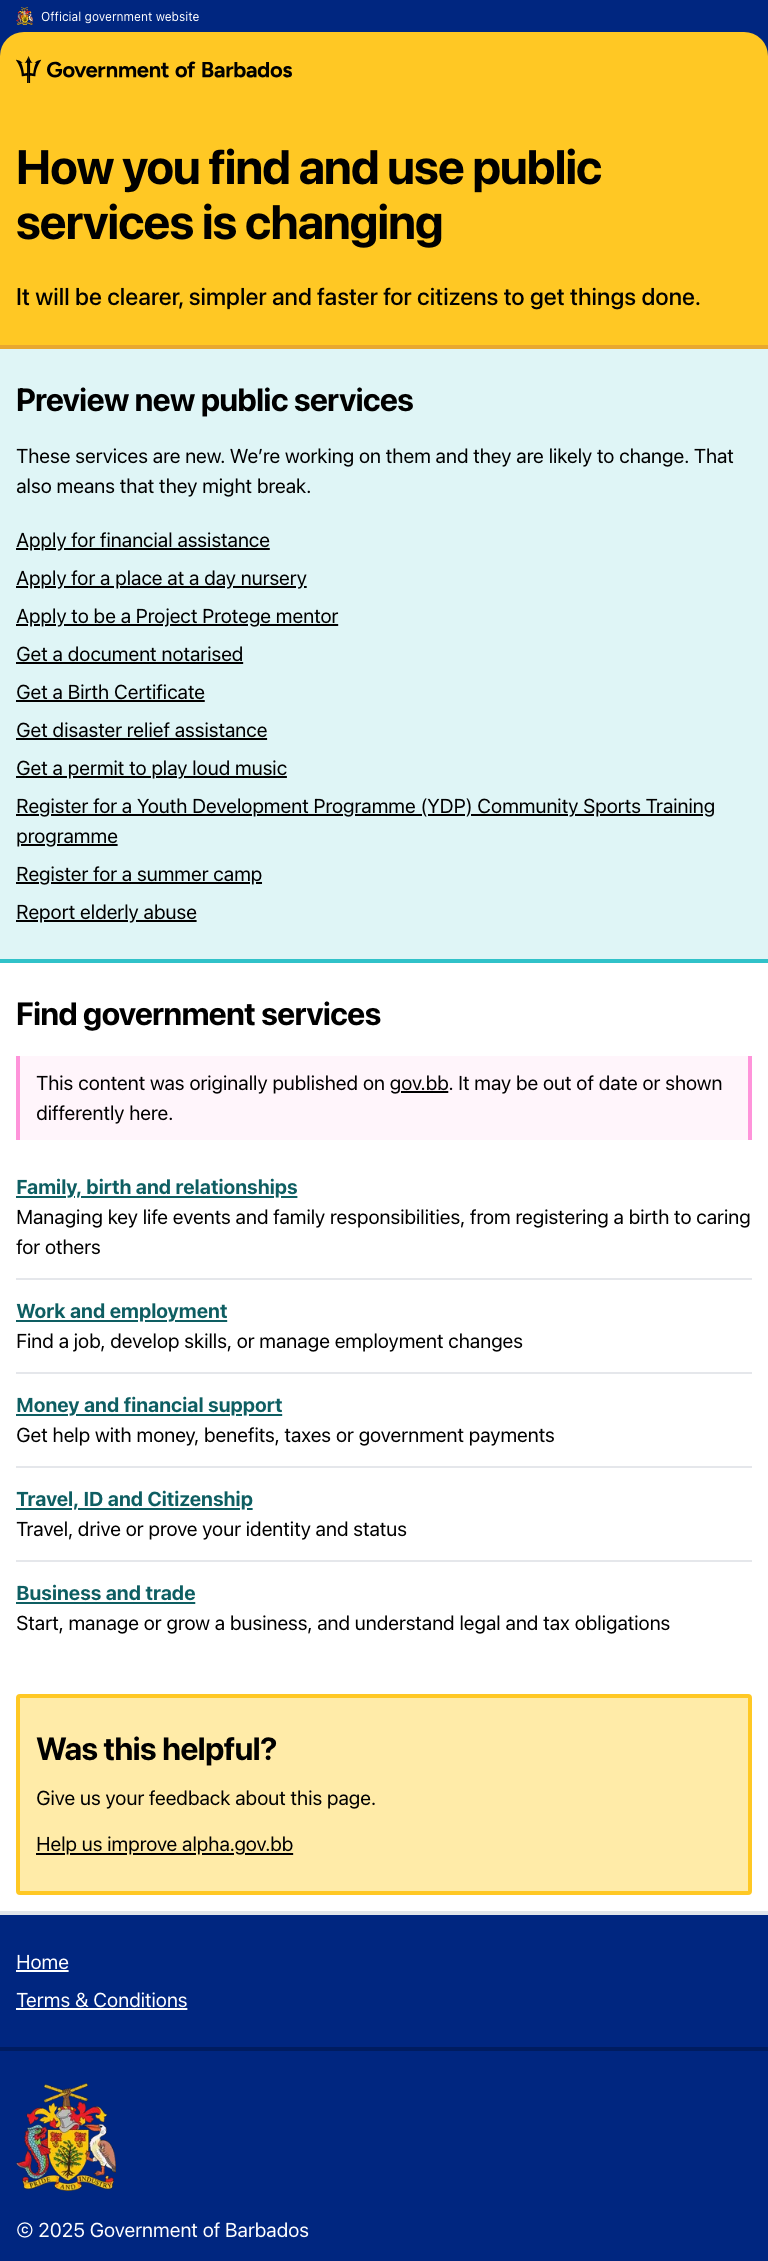 Official government website
Government of Barbados
How you find and use public
services is changing
It will be clearer, simpler and faster for citizens to get things done.
Preview new public services
These services are new. We’re working on them and they are likely to change. That
also means that they might break.
Apply for financial assistance
Apply for a place at a day nursery
Apply to be a Project Protege mentor
Get a document notarised
Get a Birth Certificate
Get disaster relief assistance
Get a permit to play loud music
Register for a Youth Development Programme (YDP) Community Sports Training
programme
Register for a summer camp
Report elderly abuse
Find government services
This content was originally published on gov.bb. It may be out of date or shown
differently here.
Family, birth and relationships
Managing key life events and family responsibilities, from registering a birth to caring
for others
Work and employment
Find a job, develop skills, or manage employment changes
Money and financial support
Get help with money, benefits, taxes or government payments
Travel, ID and Citizenship
Travel, drive or prove your identity and status
Business and trade
Start, manage or grow a business, and understand legal and tax obligations
Was this helpful?
Give us your feedback about this page.
Help us improve alpha.gov.bb
Home
Terms & Conditions
PRIDE AND INDUSTRY
© 2025 Government of Barbados